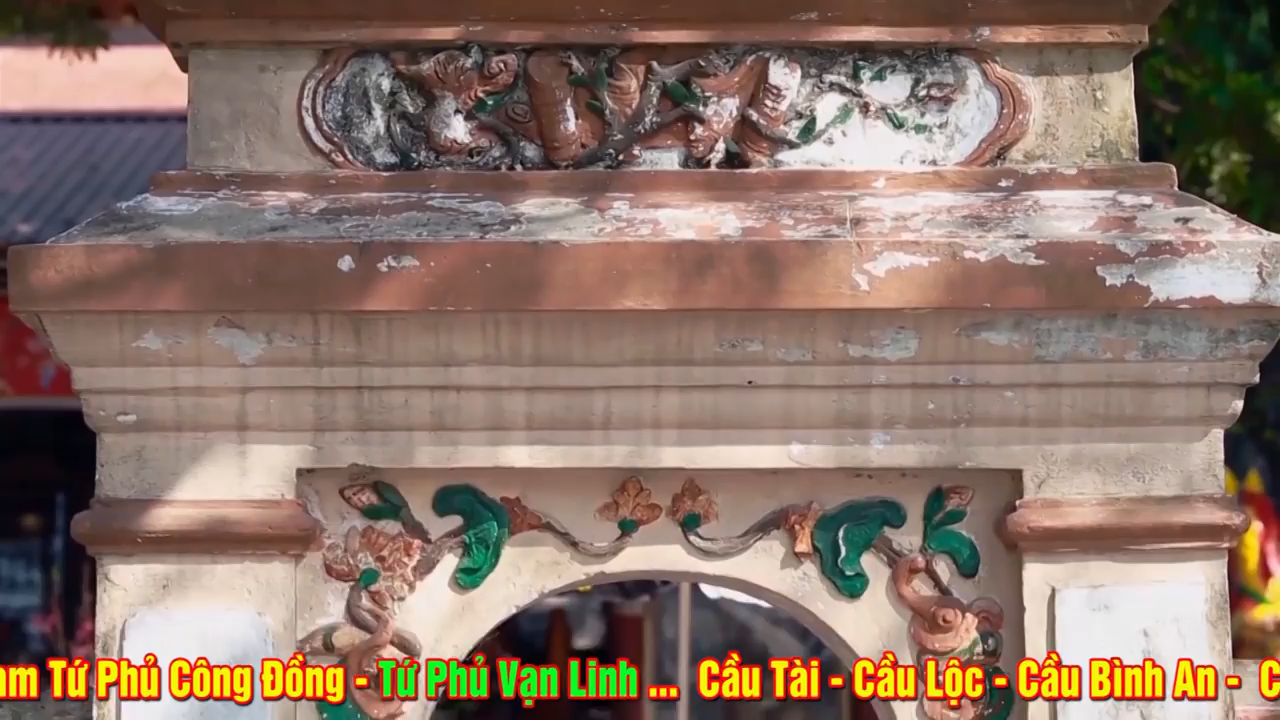 Tứ Phủ Công Đồng - Tứ Phủ Vạn Linh ... Cầu Tài - Cầu Lộc - Cầu Bình An -